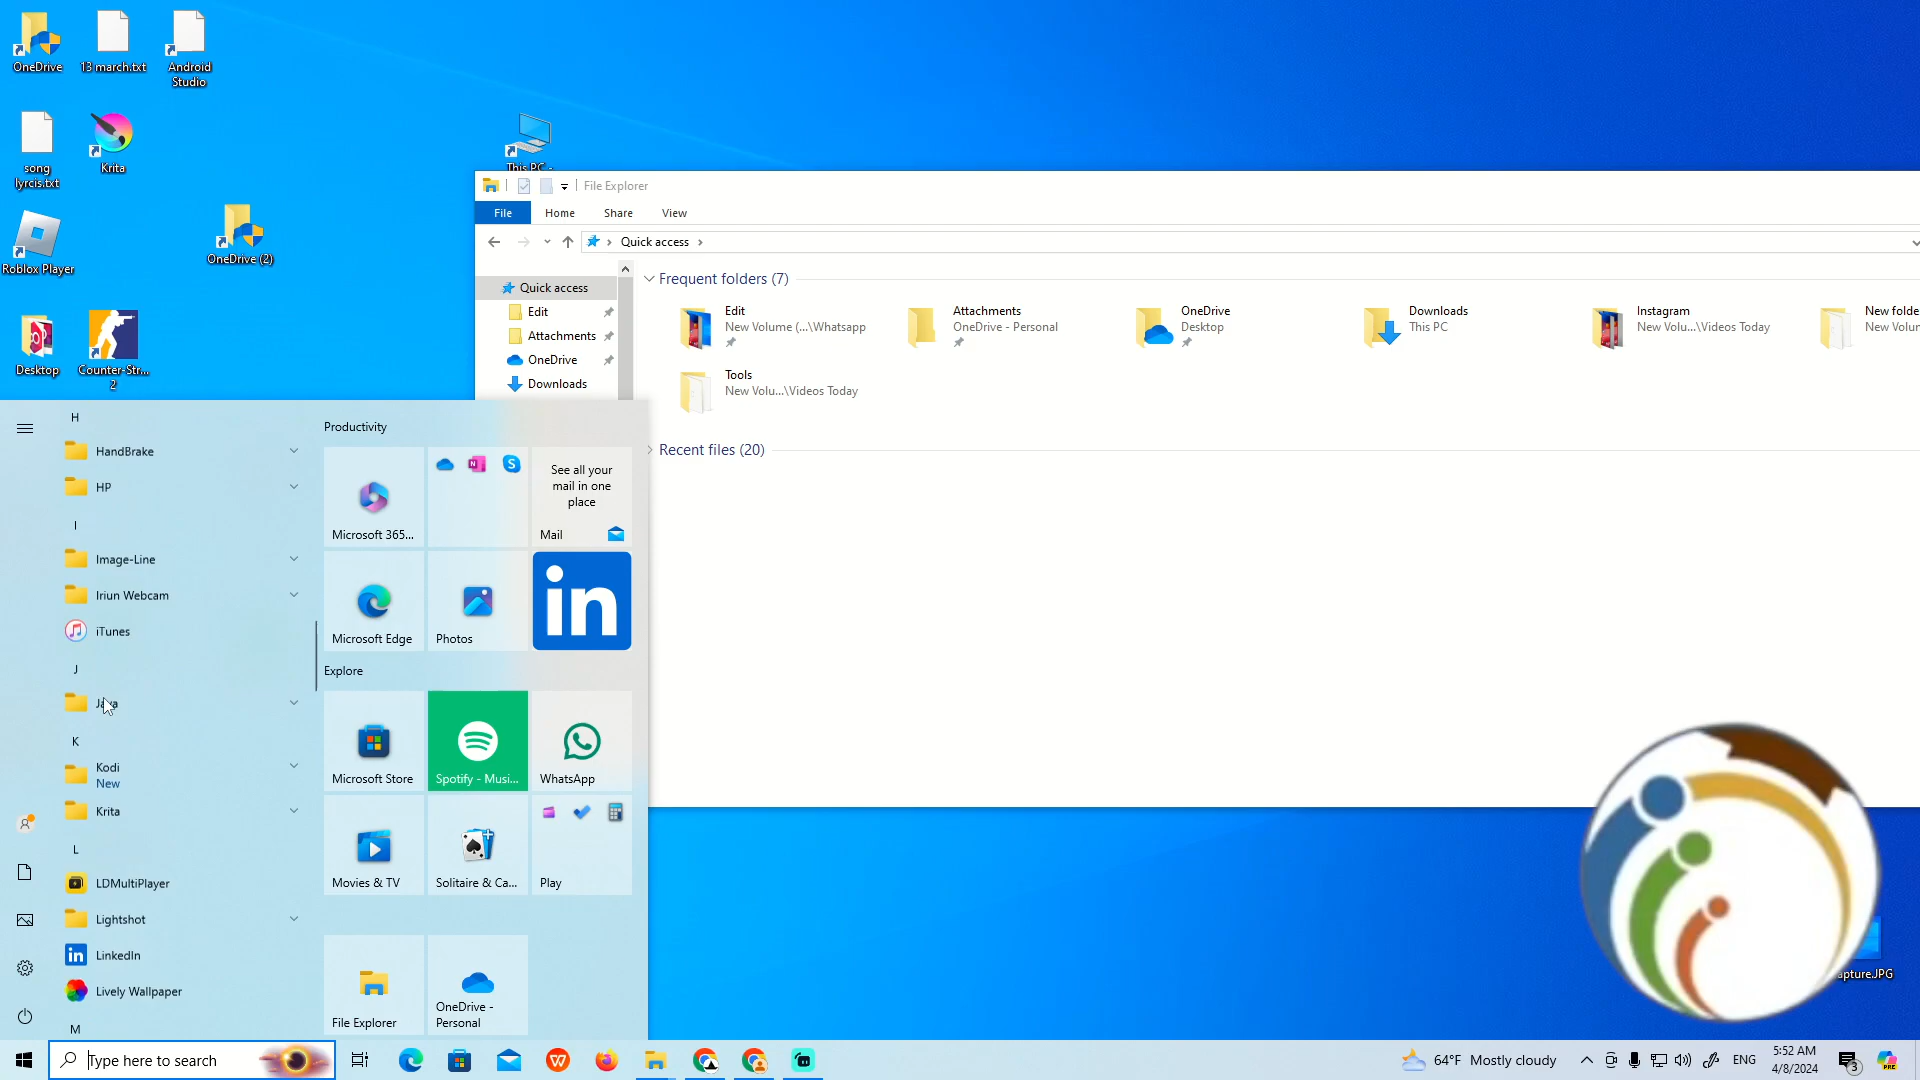 OneDrive
13 march.txt
Android
Studio
song
lyrcis.txt
Krita
This PC -
Roblox Player
OneDrive (2)
Desktop
Counter-Str...
2
File Explorer
File
Home
Share
View
Quick access
Quick access
Edit
Attachments
OneDrive
Downloads
Frequent folders (7)
Edit
New Volume (...\Whatsapp
Attachments
OneDrive - Personal
OneDrive
Desktop
Downloads
This PC
Instagram
New Volu...\Videos Today
New folde
New Volum
Tools
New Volu...\Videos Today
Recent files (20)
H
HandBrake
HP
I
Image-Line
Iriun Webcam
iTunes
J
Java
K
Kodi
New
Krita
L
LDMultiPlayer
Lightshot
LinkedIn
Lively Wallpaper
M
Productivity
Microsoft 365...
See all your
mail in one
place
Mail
Microsoft Edge
Photos
in
Explore
Microsoft Store
Spotify - Musi...
WhatsApp
Movies & TV
Solitaire & Ca...
Play
File Explorer
OneDrive -
Personal
apture.JPG
Type here to search
64°F Mostly cloudy
ENG
5:52 AM
4/8/2024
3
PRE